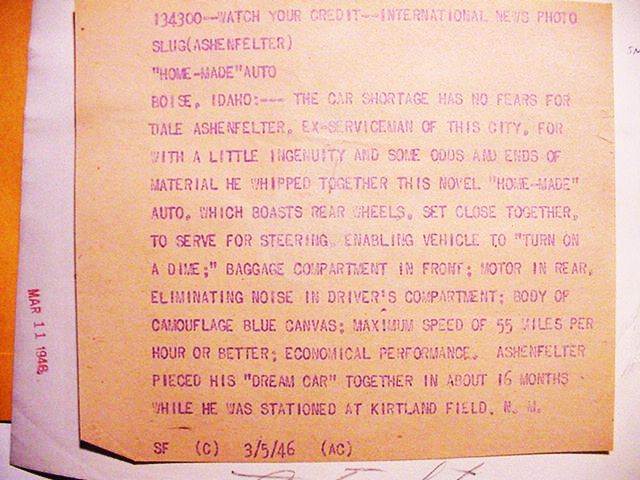 134300--WATCH YOUR CREDIT--INTERNATIONAL NEWS PHOTO
SLUG(ASHENFELTER)
"HOME-MADE"AUTO
BOISE, IDAHO:--- THE CAR SHORTAGE HAS NO FEARS FOR
DALE ASHENFELTER, EX-SERVICEMAN OF THIS CITY, FOR
WITH A LITTLE INGENUITY AND SOME ODDS AND ENDS OF
MATERIAL HE WHIPPED TOGETHER THIS NOVEL "HOME-MADE"
AUTO, WHICH BOASTS REAR WHEELS, SET CLOSE TOGETHER,
TO SERVE FOR STEERING, ENABLING VEHICLE TO "TURN ON
A DIME;" BAGGAGE COMPARTMENT IN FRONT; MOTOR IN REAR,
ELIMINATING NOISE IN DRIVER'S COMPARTMENT; BODY OF
CAMOUFLAGE BLUE CANVAS; MAXIMUM SPEED OF 55 MILES PER
HOUR OR BETTER; ECONOMICAL PERFORMANCE. ASHENFELTER
PIECED HIS "DREAM CAR" TOGETHER IN ABOUT 16 MONTHS
WHILE HE WAS STATIONED AT KIRTLAND FIELD, N. M.
SF (C) 3/5/46 (AC)
MAR 11 1946